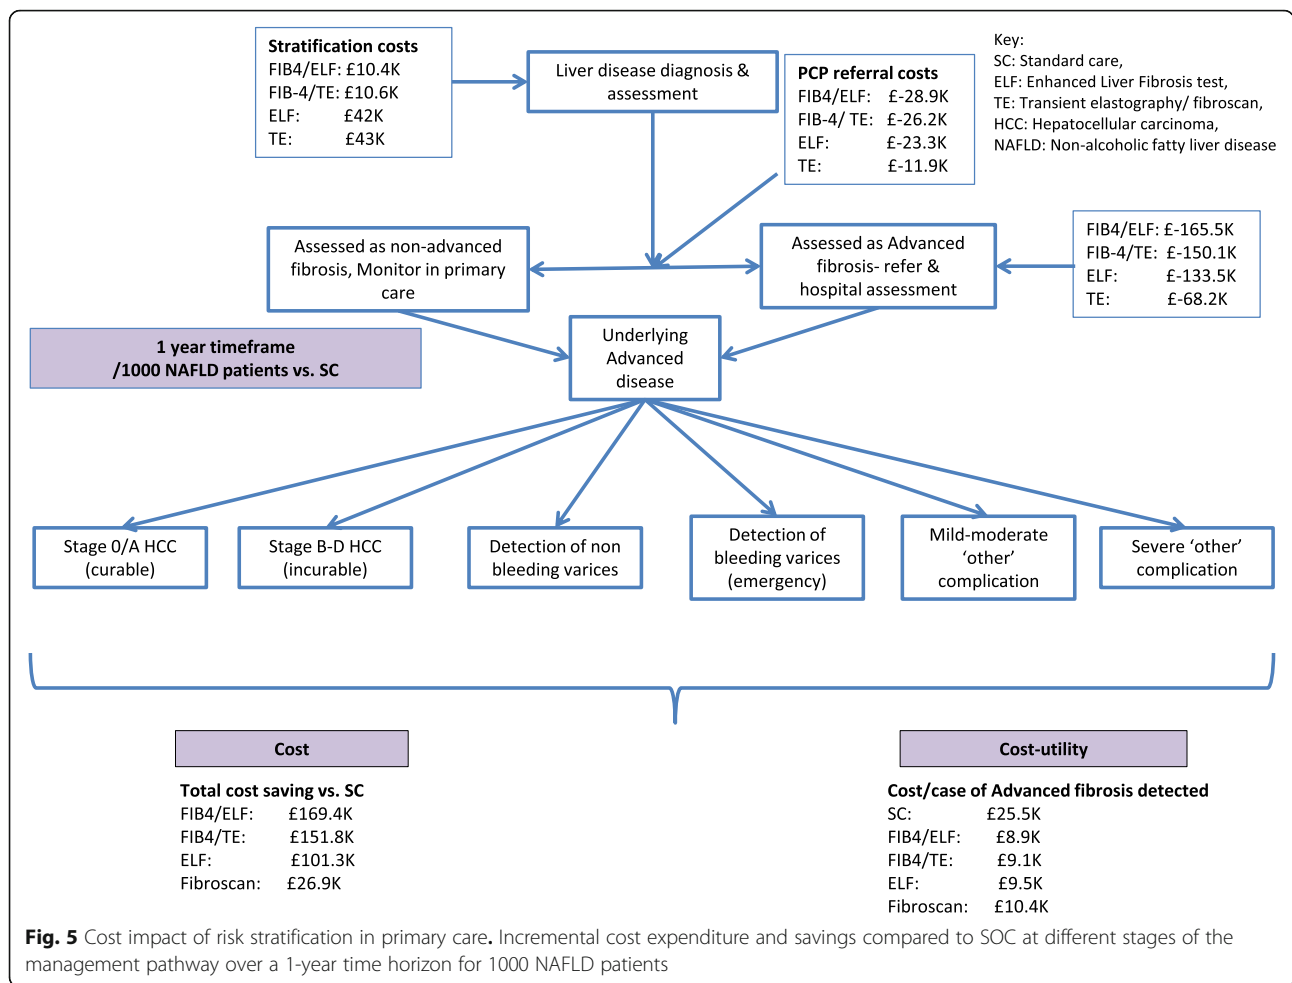 Stratification costs
FIB4/ELF: £10.4K
FIB-4/TE: £10.6K
ELF: £42K
TE: £43K
Liver disease diagnosis &
assessment
PCP referral costs
FIB4/ELF: £-28.9K
FIB-4/ TE: £-26.2K
ELF: £-23.3K
TE: £-11.9K
Key:
SC: Standard care,
ELF: Enhanced Liver Fibrosis test,
TE: Transient elastography/ fibroscan,
HCC: Hepatocellular carcinoma,
NAFLD: Non-alcoholic fatty liver disease
Assessed as non-advanced
fibrosis, Monitor in primary
care
Assessed as Advanced
fibrosis- refer &
hospital assessment
FIB4/ELF: £-165.5K
FIB-4/TE: £-150.1K
ELF: £-133.5K
TE: £-68.2K
1 year timeframe
/1000 NAFLD patients vs. SC
Underlying
Advanced
disease
Stage 0/A HCC
(curable)
Stage B-D HCC
(incurable)
Detection of non
bleeding varices
Detection of
bleeding varices
(emergency)
Mild-moderate
‘other’
complication
Severe ‘other’
complication
Cost
Total cost saving vs. SC
FIB4/ELF: £169.4K
FIB4/TE: £151.8K
ELF: £101.3K
Fibroscan: £26.9K
Cost-utility
Cost/case of Advanced fibrosis detected
SC: £25.5K
FIB4/ELF: £8.9K
FIB4/TE: £9.1K
ELF: £9.5K
Fibroscan: £10.4K
Fig. 5 Cost impact of risk stratification in primary care. Incremental cost expenditure and savings compared to SOC at different stages of the
management pathway over a 1-year time horizon for 1000 NAFLD patients